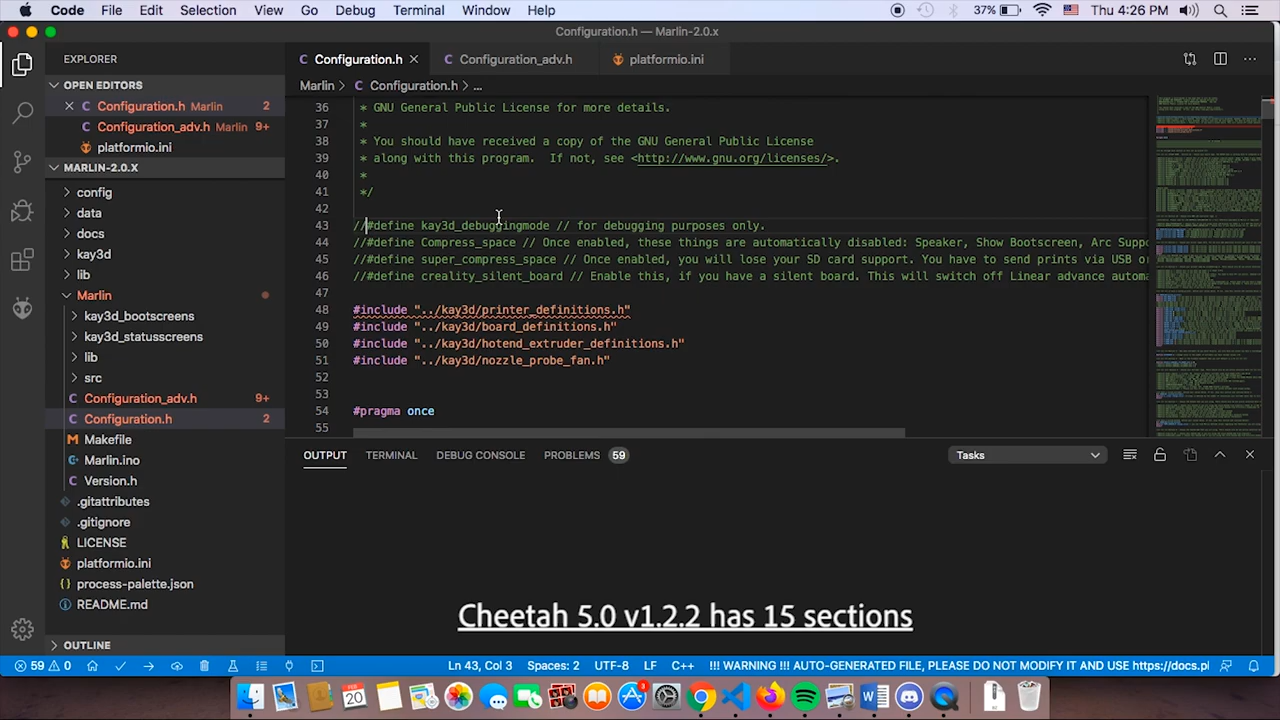 Code File Edit Selection View Go Debug Terminal Window Help 37% Thu 4:26 PM
Configuration.h — Marlin-2.0.x
EXPLORER
OPEN EDITORS
Configuration.h Marlin 2
Configuration_adv.h Marlin 9+
platformio.ini
MARLIN-2.0.X
config
data
docs
kay3d
lib
Marlin
kay3d_bootscreens
kay3d_statusscreens
lib
src
Configuration_adv.h 9+
Configuration.h 2
Makefile
Marlin.ino
Version.h
.gitattributes
.gitignore
LICENSE
platformio.ini
process-palette.json
README.md
OUTLINE
Configuration.h Configuration_adv.h platformio.ini
Marlin > Configuration.h > ...
36 * GNU General Public License for more details.
37 *
38 * You should have received a copy of the GNU General Public License
39 * along with this program. If not, see <http://www.gnu.org/licenses/>.
40 *
41 */
42
43 //#define kay3d_debuggingmode // for debugging purposes only.
44 //#define Compress_space // Once enabled, these things are automatically disabled: Speaker, Show Bootscreen, Arc Suppo
45 //#define super_compress_space // Once enabled, you will lose your SD card support. You have to send prints via USB or
46 //#define creality_silent_board // Enable this, if you have a silent board. This will switch off Linear advance autom
47
48 #include "../kay3d/printer_definitions.h"
49 #include "../kay3d/board_definitions.h"
50 #include "../kay3d/hotend_extruder_definitions.h"
51 #include "../kay3d/nozzle_probe_fan.h"
52
53
54 #pragma once
55
OUTPUT TERMINAL DEBUG CONSOLE PROBLEMS 59 Tasks
Cheetah 5.0 v1.2.2 has 15 sections
59 0 Ln 43, Col 3 Spaces: 2 UTF-8 LF C++ !!! WARNING !!! AUTO-GENERATED FILE, PLEASE DO NOT MODIFY IT AND USE https://docs.pl